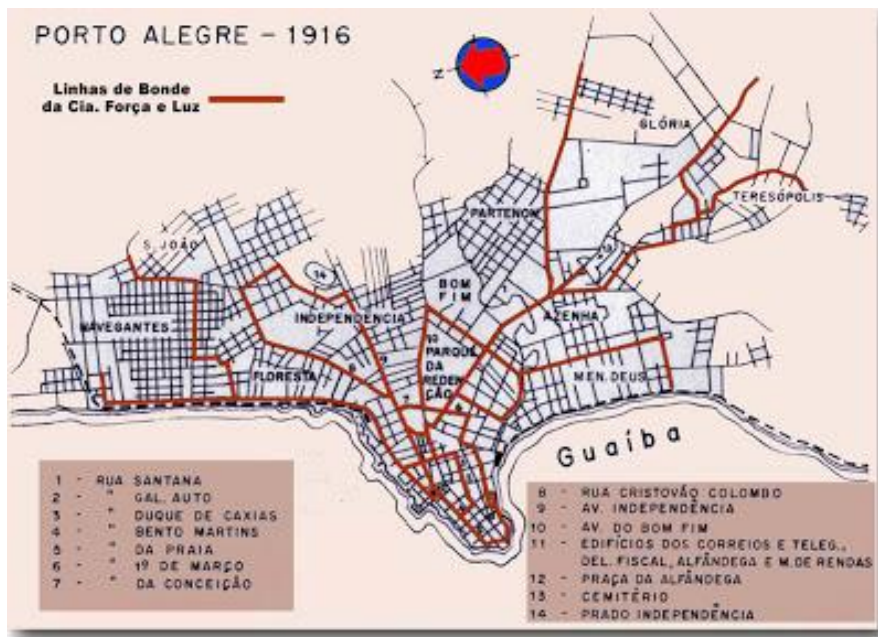 PORTO ALEGRE - 1916
Linhas de Bonde
da Cia. Força e Luz
N
GLÓRIA
TERESÓPOLIS
PARTENON
S. JOÃO
14
BOM
FIM
NAVEGANTES
INDEPENDÊNCIA
AZENHA
10
PARQUE
DA
REDEN
ÇÃO
FLORESTA
MEN. DEUS
Guaíba
1 - RUA SANTANA
2 - " GAL. AUTO
3 - " DUQUE DE CAXIAS
4 - " BENTO MARTINS
5 - " DA PRAIA
6 - " 1º DE MARÇO
7 - " DA CONCEIÇÃO
8 - RUA CRISTOVÃO COLOMBO
9 - AV. INDEPENDÊNCIA
10 - AV. DO BOM FIM
11 - EDIFÍCIOS DOS CORREIOS E TELEG.,
DEL. FISCAL, ALFÂNDEGA E M. DE RENDAS
12 - PRAÇA DA ALFÂNDEGA
13 - CEMITÉRIO
14 - PRADO INDEPENDÊNCIA